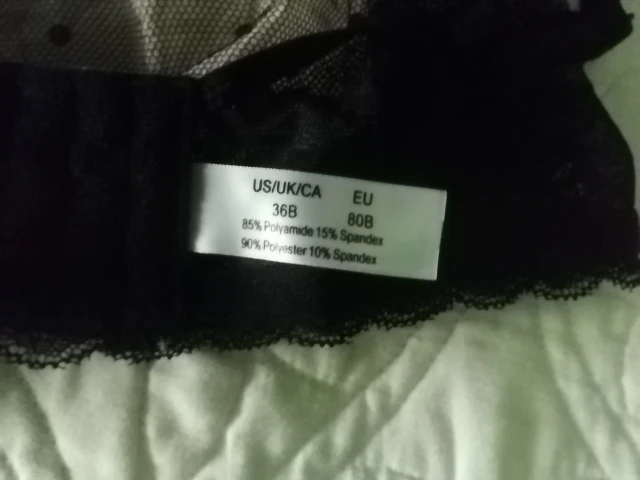 US/UK/CA EU
36B 80B
85% Polyamide 15% Spandex
90% Polyester 10% Spandex